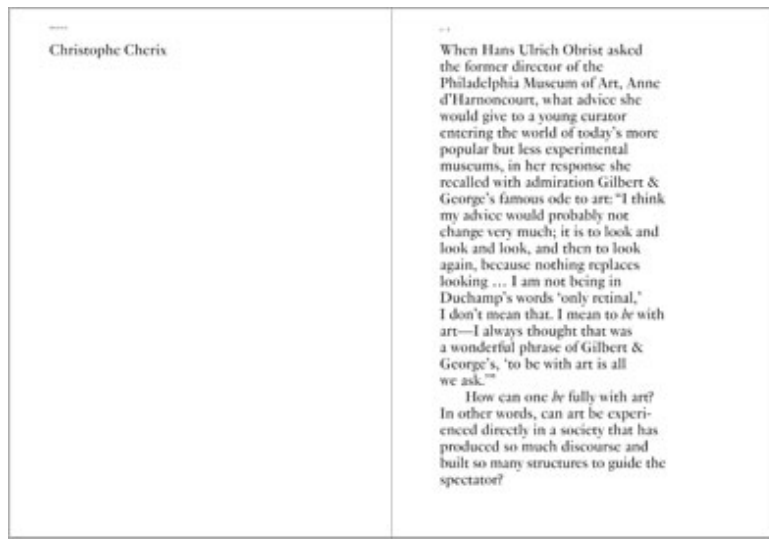 Christophe Cherix
When Hans Ulrich Obrist asked
the former director of the
Philadelphia Museum of Art, Anne
d'Harnoncourt, what advice she
would give to a young curator
entering the world of today's more
popular but less experimental
museums, in her response she
recalled with admiration Gilbert &
George's famous ode to art: “I think
my advice would probably not
change very much; it is to look and
look and look, and then to look
again, because nothing replaces
looking … I am not being in
Duchamp's words ‘only retinal,’
I don't mean that. I mean to be with
art—I always thought that was
a wonderful phrase of Gilbert &
George's, ‘to be with art is all
we ask.’”
How can one be fully with art?
In other words, can art be experi-
enced directly in a society that has
produced so much discourse and
built so many structures to guide the
spectator?